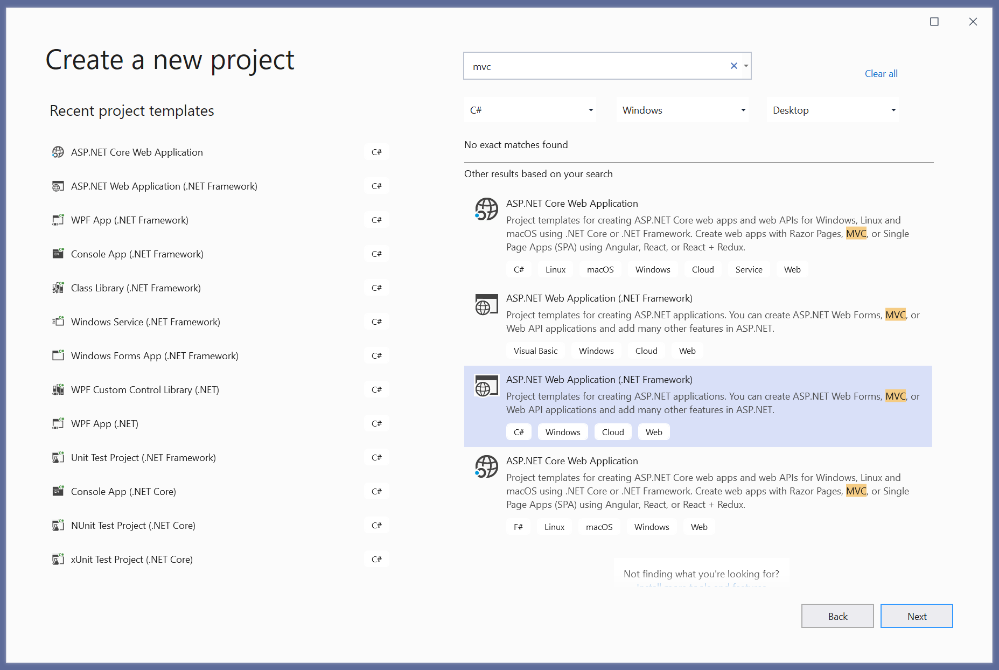 Create a new project
Recent project templates
ASP.NET Core Web Application C#
ASP.NET Web Application (.NET Framework) C#
WPF App (.NET Framework) C#
Console App (.NET Framework) C#
Class Library (.NET Framework) C#
Windows Service (.NET Framework) C#
Windows Forms App (.NET Framework) C#
WPF Custom Control Library (.NET) C#
WPF App (.NET) C#
Unit Test Project (.NET Framework) C#
Console App (.NET Core) C#
NUnit Test Project (.NET Core) C#
xUnit Test Project (.NET Core) C#
mvc
Clear all
C# Windows Desktop
No exact matches found
Other results based on your search
ASP.NET Core Web Application
Project templates for creating ASP.NET Core web apps and web APIs for Windows, Linux and
macOS using .NET Core or .NET Framework. Create web apps with Razor Pages, MVC, or Single
Page Apps (SPA) using Angular, React, or React + Redux.
C# Linux macOS Windows Cloud Service Web
ASP.NET Web Application (.NET Framework)
Project templates for creating ASP.NET applications. You can create ASP.NET Web Forms, MVC, or
Web API applications and add many other features in ASP.NET.
Visual Basic Windows Cloud Web
ASP.NET Web Application (.NET Framework)
Project templates for creating ASP.NET applications. You can create ASP.NET Web Forms, MVC, or
Web API applications and add many other features in ASP.NET.
C# Windows Cloud Web
ASP.NET Core Web Application
Project templates for creating ASP.NET Core web apps and web APIs for Windows, Linux and
macOS using .NET Core or .NET Framework. Create web apps with Razor Pages, MVC, or Single
Page Apps (SPA) using Angular, React, or React + Redux.
F# Linux macOS Windows Web
Not finding what you're looking for?
Install more tools and features
Back Next